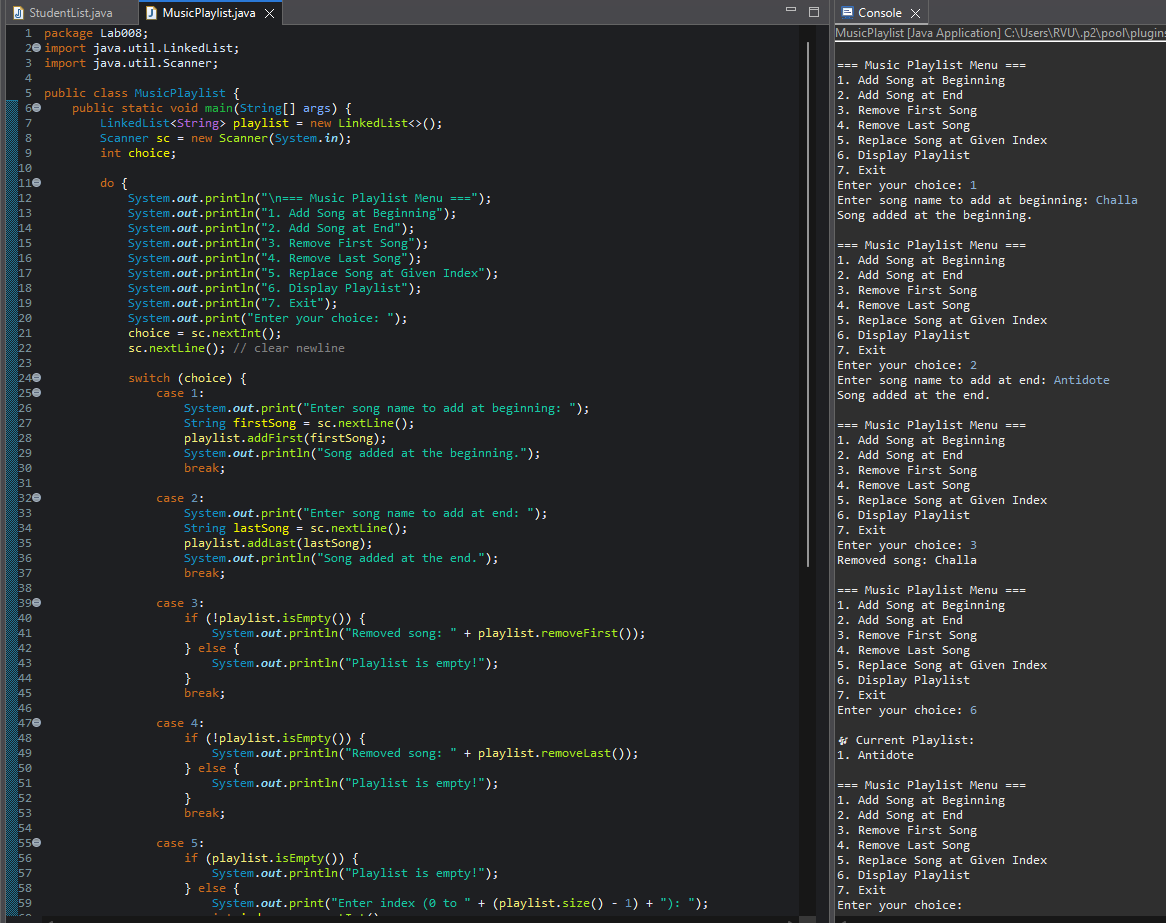 StudentList.java
MusicPlaylist.java
1 package Lab008;
2 import java.util.LinkedList;
3 import java.util.Scanner;
4
5 public class MusicPlaylist {
6 public static void main(String[] args) {
7 LinkedList<String> playlist = new LinkedList<>();
8 Scanner sc = new Scanner(System.in);
9 int choice;
10
11 do {
12 System.out.println("\n=== Music Playlist Menu ===");
13 System.out.println("1. Add Song at Beginning");
14 System.out.println("2. Add Song at End");
15 System.out.println("3. Remove First Song");
16 System.out.println("4. Remove Last Song");
17 System.out.println("5. Replace Song at Given Index");
18 System.out.println("6. Display Playlist");
19 System.out.println("7. Exit");
20 System.out.print("Enter your choice: ");
21 choice = sc.nextInt();
22 sc.nextLine(); // clear newline
23
24 switch (choice) {
25 case 1:
26 System.out.print("Enter song name to add at beginning: ");
27 String firstSong = sc.nextLine();
28 playlist.addFirst(firstSong);
29 System.out.println("Song added at the beginning.");
30 break;
31
32 case 2:
33 System.out.print("Enter song name to add at end: ");
34 String lastSong = sc.nextLine();
35 playlist.addLast(lastSong);
36 System.out.println("Song added at the end.");
37 break;
38
39 case 3:
40 if (!playlist.isEmpty()) {
41 System.out.println("Removed song: " + playlist.removeFirst());
42 } else {
43 System.out.println("Playlist is empty!");
44 }
45 break;
46
47 case 4:
48 if (!playlist.isEmpty()) {
49 System.out.println("Removed song: " + playlist.removeLast());
50 } else {
51 System.out.println("Playlist is empty!");
52 }
53 break;
54
55 case 5:
56 if (playlist.isEmpty()) {
57 System.out.println("Playlist is empty!");
58 } else {
59 System.out.print("Enter index (0 to " + (playlist.size() - 1) + "): ");
Console
MusicPlaylist [Java Application] C:\Users\RVU\.p2\pool\plugins
=== Music Playlist Menu ===
1. Add Song at Beginning
2. Add Song at End
3. Remove First Song
4. Remove Last Song
5. Replace Song at Given Index
6. Display Playlist
7. Exit
Enter your choice: 1
Enter song name to add at beginning: Challa
Song added at the beginning.
=== Music Playlist Menu ===
1. Add Song at Beginning
2. Add Song at End
3. Remove First Song
4. Remove Last Song
5. Replace Song at Given Index
6. Display Playlist
7. Exit
Enter your choice: 2
Enter song name to add at end: Antidote
Song added at the end.
=== Music Playlist Menu ===
1. Add Song at Beginning
2. Add Song at End
3. Remove First Song
4. Remove Last Song
5. Replace Song at Given Index
6. Display Playlist
7. Exit
Enter your choice: 3
Removed song: Challa
=== Music Playlist Menu ===
1. Add Song at Beginning
2. Add Song at End
3. Remove First Song
4. Remove Last Song
5. Replace Song at Given Index
6. Display Playlist
7. Exit
Enter your choice: 6
Current Playlist:
1. Antidote
=== Music Playlist Menu ===
1. Add Song at Beginning
2. Add Song at End
3. Remove First Song
4. Remove Last Song
5. Replace Song at Given Index
6. Display Playlist
7. Exit
Enter your choice: